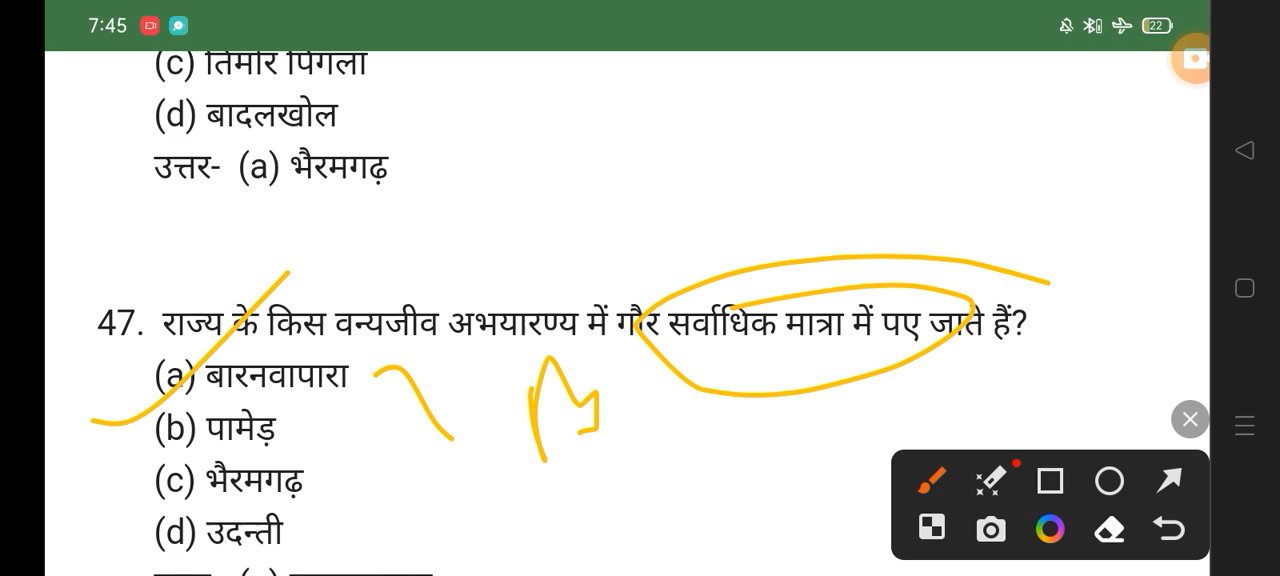 7:45
22
(c) तिमोर पिंगला
(d) बादलखोल
उत्तर- (a) भैरमगढ़
47. राज्य के किस वन्यजीव अभयारण्य में गौर सर्वाधिक मात्रा में पए जाते हैं?
(a) बारनवापारा
(b) पामेड़
(c) भैरमगढ़
(d) उदन्ती